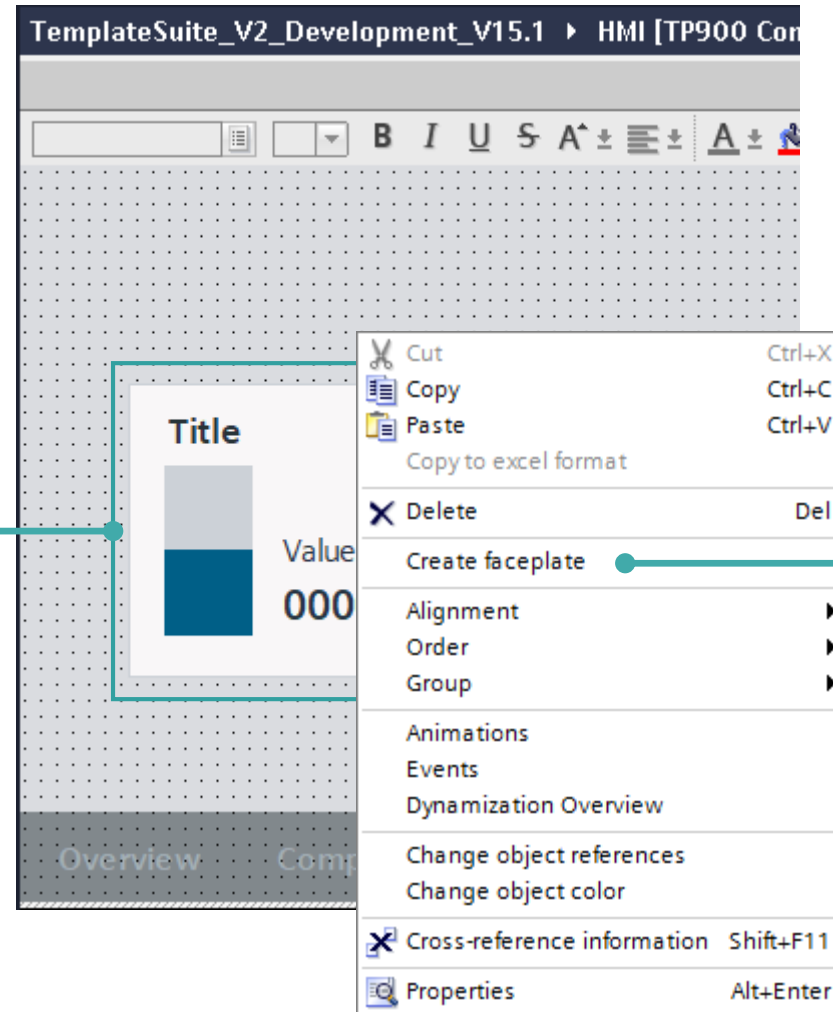 TemplateSuite_V2_Development_V15.1 ▸ HMI [TP900 Con
B I U S A A
Cut Ctrl+X
Copy Ctrl+C
Title
Paste Ctrl+V
Copy to excel format
Delete Del
Value
Create faceplate
000
Alignment
Order
Group
Animations
Events
Dynamization Overview
Overview Comp
Change object references
Change object color
Cross-reference information Shift+F11
Properties Alt+Enter